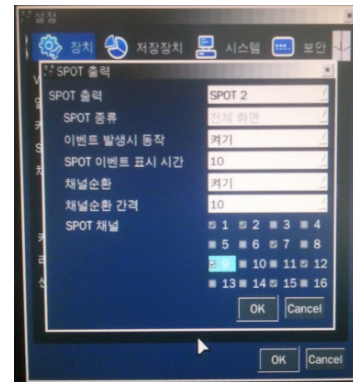 설정
장치 저장장치 시스템 보안
SPOT 출력
SPOT 출력 SPOT 2
SPOT 종류 전체 화면
이벤트 발생시 동작 켜기
SPOT 이벤트 표시 시간 10
채널순환 켜기
채널순환 간격 10
SPOT 채널 1 2 3 4
5 6 7 8
9 10 11 12
13 14 15 16
OK Cancel
OK Cancel